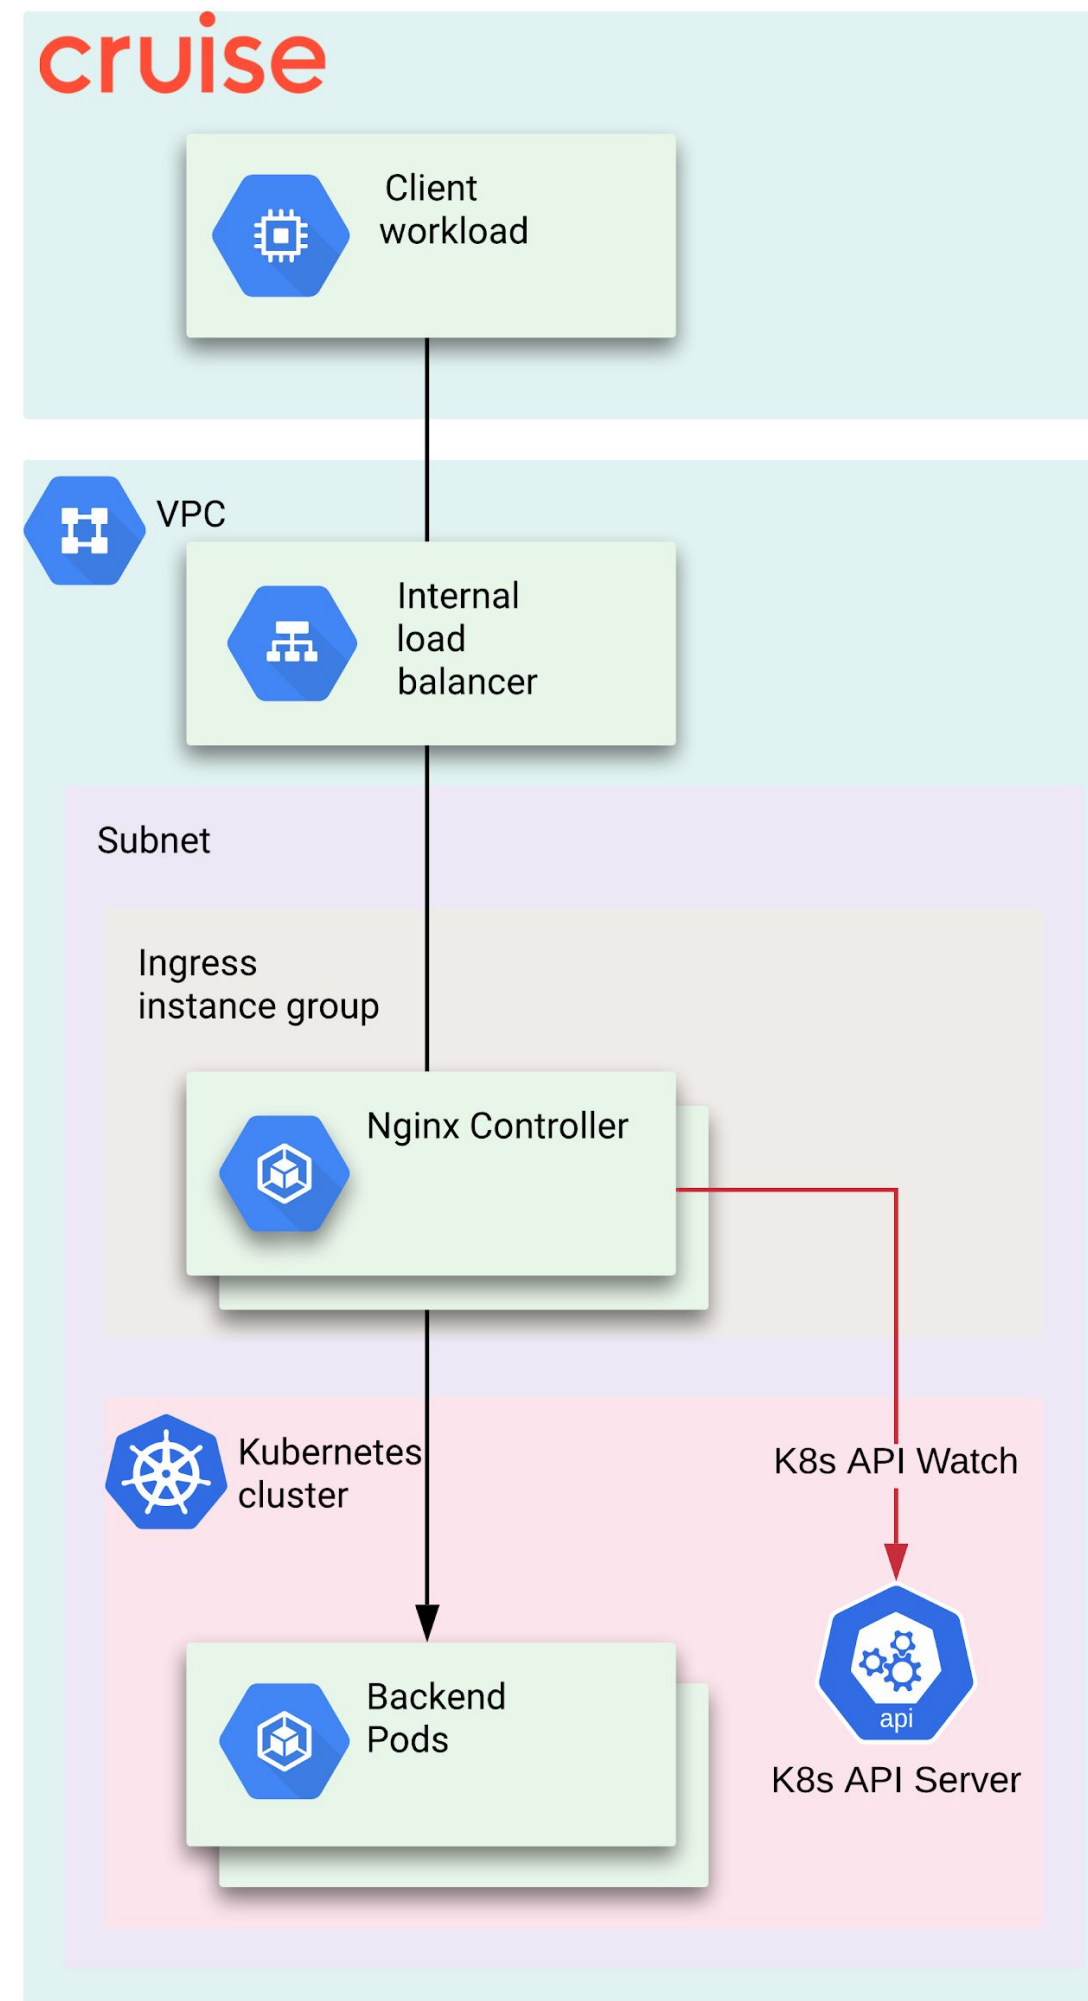 cruise
Client
workload
VPC
Internal
load
balancer
Subnet
Ingress
instance group
Nginx Controller
Kubernetes
cluster
K8s API Watch
Backend
Pods
api
K8s API Server